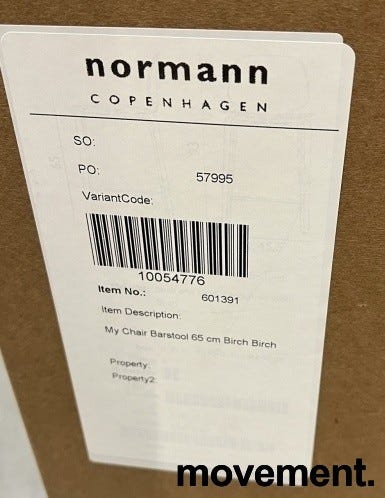 normann
COPENHAGEN
SO:
PO: 57995
VariantCode:
10054776
Item No.: 601391
Item Description:
My Chair Barstool 65 cm Birch Birch
Property:
Property2:
movement.